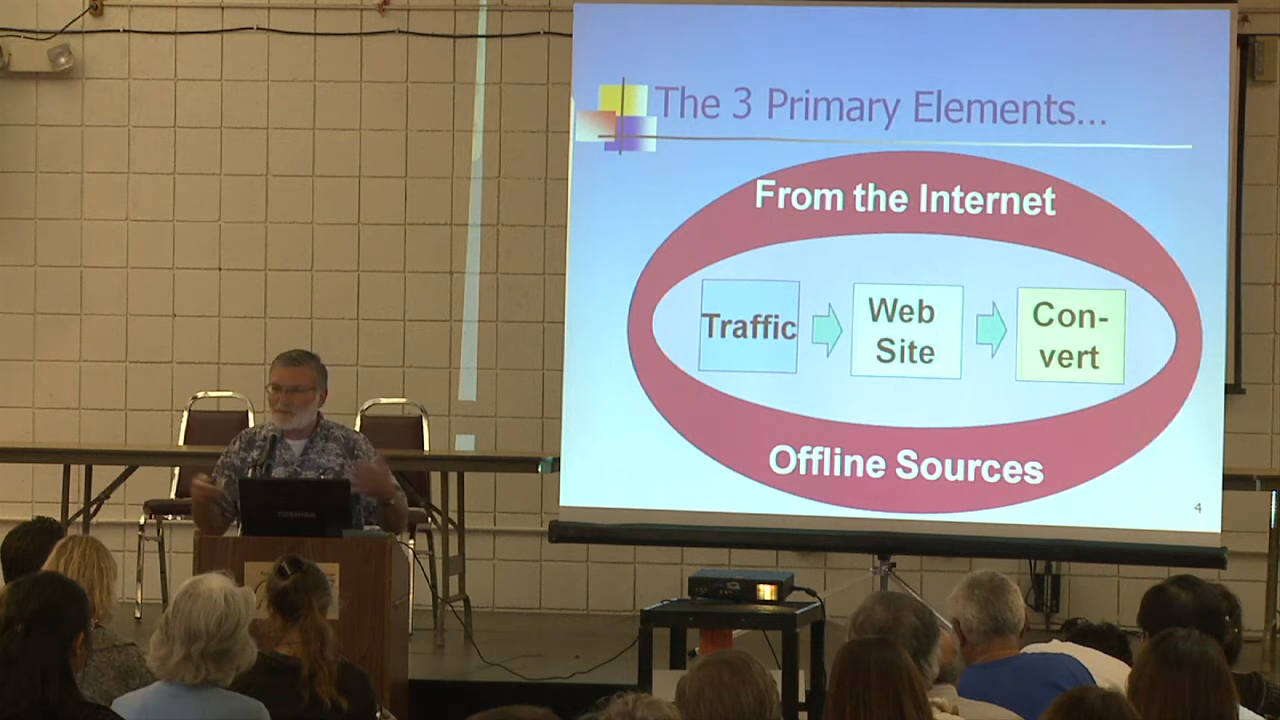 The 3 Primary Elements...
From the Internet
Traffic
Web
Site
Con-
vert
Offline Sources
4
TOSHIBA